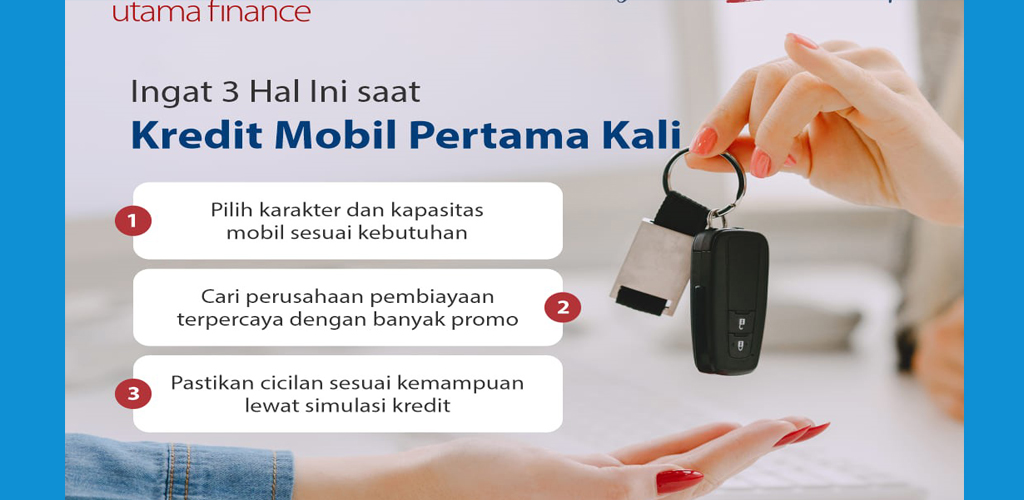 utama finance
Ingat 3 Hal Ini saat
Kredit Mobil Pertama Kali
1
Pilih karakter dan kapasitas
mobil sesuai kebutuhan
Cari perusahaan pembiayaan
terpercaya dengan banyak promo
2
3
Pastikan cicilan sesuai kemampuan
lewat simulasi kredit